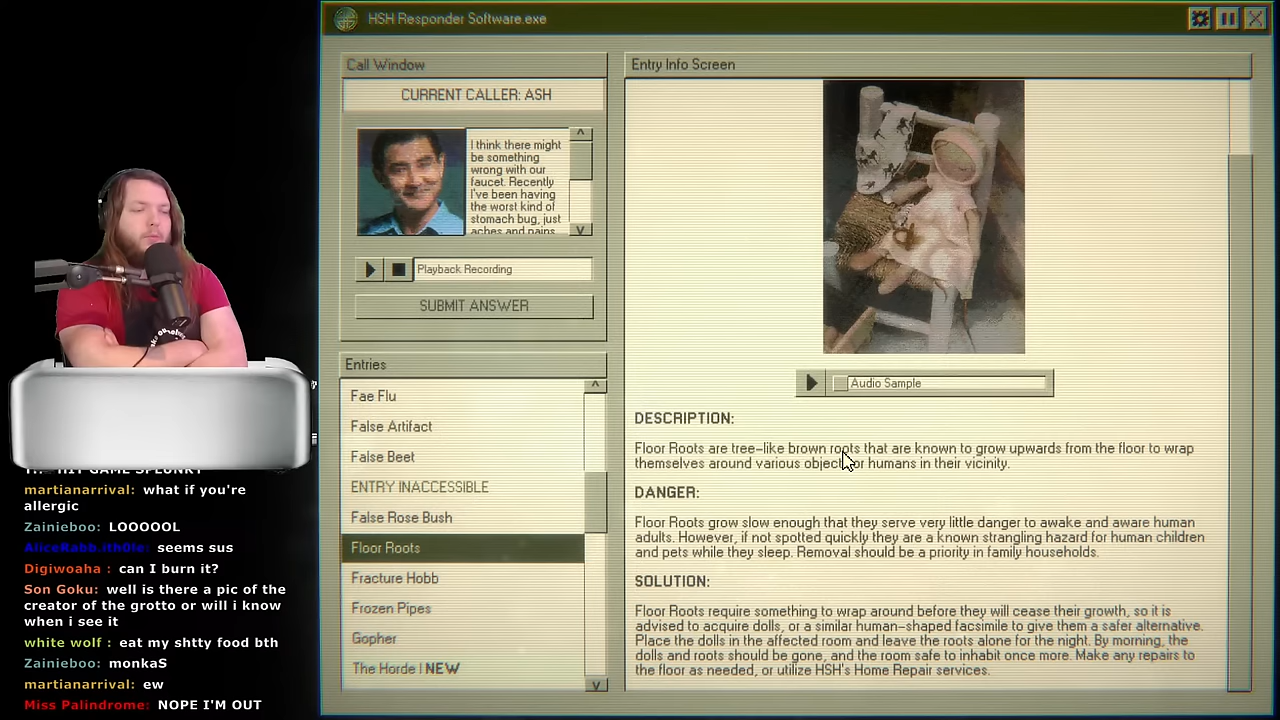 HSH Responder Software.exe
Call Window
CURRENT CALLER: ASH
I think there might
be something
wrong with our
faucet. Recently
I've been having
the worst kind of
stomach bug, just
aches and pains
Playback Recording
SUBMIT ANSWER
Entries
Fae Flu
False Artifact
False Beet
ENTRY INACCESSIBLE
False Rose Bush
Floor Roots
Fracture Hobb
Frozen Pipes
Gopher
The Horde | NEW
Entry Info Screen
Audio Sample
DESCRIPTION:
Floor Roots are tree-like brown roots that are known to grow upwards from the floor to wrap
themselves around various objects or humans in their vicinity.
DANGER:
Floor Roots grow slow enough that they serve very little danger to awake and aware human
adults. However, if not spotted quickly they are a known strangling hazard for human children
and pets while they sleep. Removal should be a priority in family households.
SOLUTION:
Floor Roots require something to wrap around before they will cease their growth, so it is
advised to acquire dolls, or a similar human-shaped facsimile to give them a safer alternative.
Place the dolls in the affected room and leave the roots alone for the night. By morning, the
dolls and roots should be gone, and the room safe to inhabit once more. Make any repairs to
the floor as needed, or utilize HSH's Home Repair services.
HIT GAME SPLUNKY
martianarrival: what if you're
allergic
Zainieboo: LOOOOOL
AliceRabb.ith0le: seems sus
Digiwoaha : can I burn it?
Son Goku: well is there a pic of the
creator of the grotto or will i know
when i see it
white wolf : eat my shtty food bth
Zainieboo: monkaS
martianarrival: ew
Miss Palindrome: NOPE I'M OUT